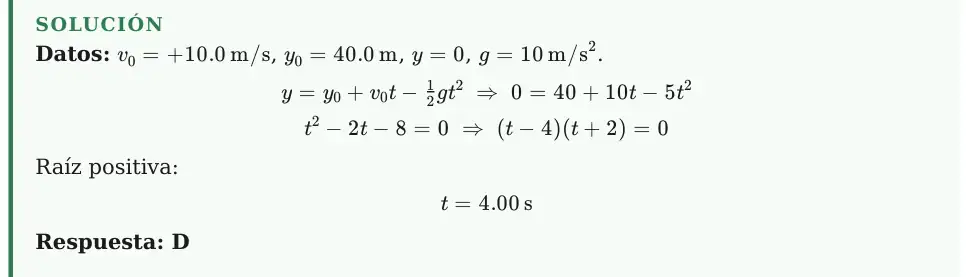 SOLUCIÓN
Datos: v₀ = +10.0 m/s, y₀ = 40.0 m, y = 0, g = 10 m/s².
y = y₀ + v₀t − ½gt² ⇒ 0 = 40 + 10t − 5t²
t² − 2t − 8 = 0 ⇒ (t − 4)(t + 2) = 0
Raíz positiva:
t = 4.00 s
Respuesta: D